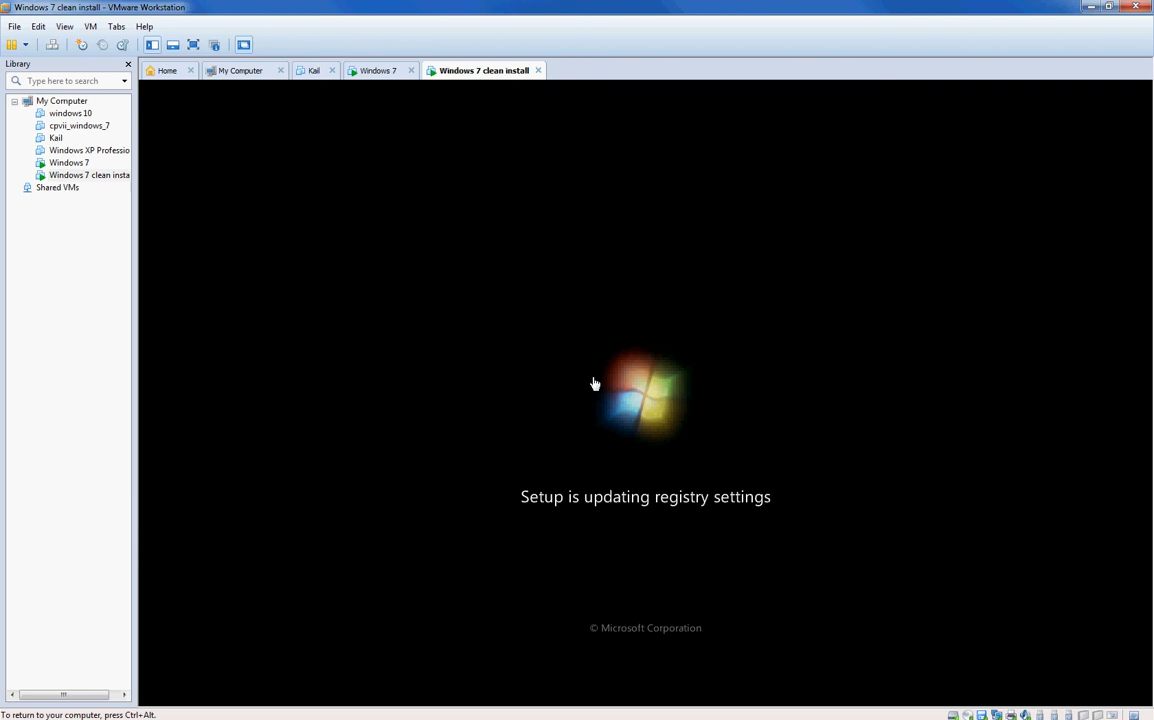 Windows 7 clean install - VMware Workstation
File Edit View VM Tabs Help
Library
Type here to search
Home
My Computer
Kail
Windows 7
Windows 7 clean install
My Computer
windows 10
cpvii_windows_7
Kail
Windows XP Professio
Windows 7
Windows 7 clean insta
Shared VMs
Setup is updating registry settings
© Microsoft Corporation
To return to your computer, press Ctrl+Alt.